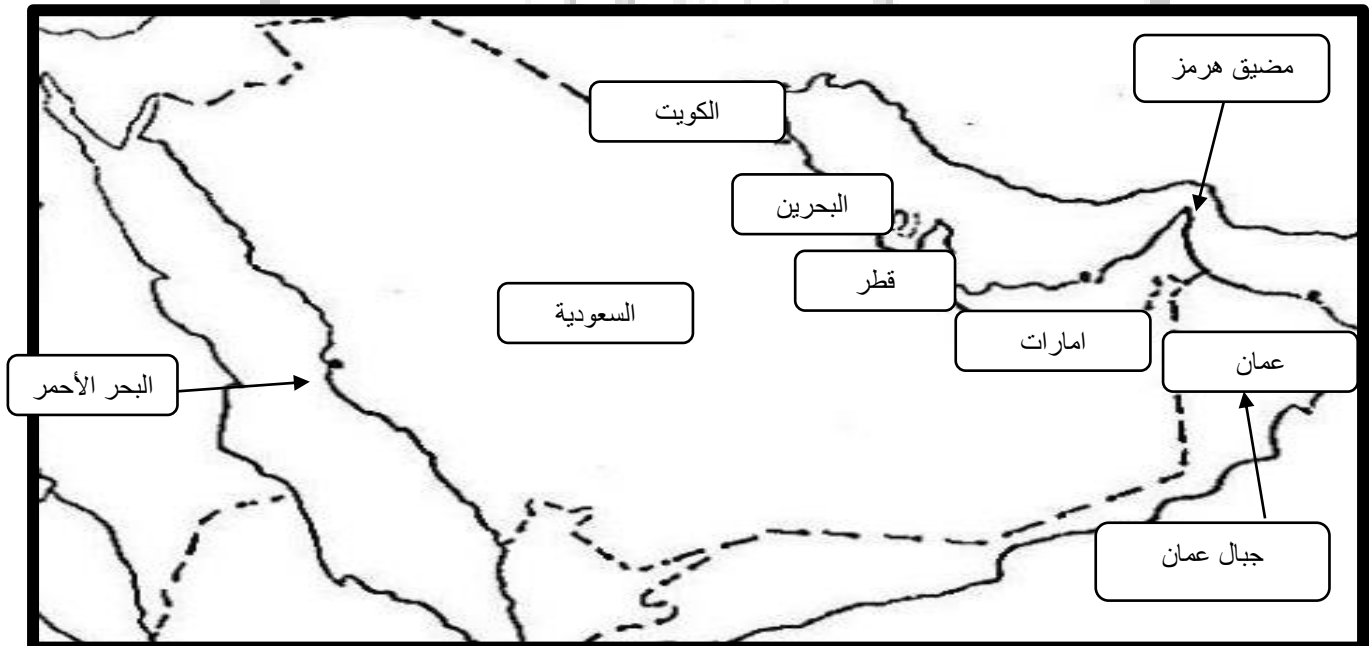 مضيق هرمز
الكويت
البحرين
قطر
السعودية
امارات
عمان
البحر الأحمر
جبال عمان